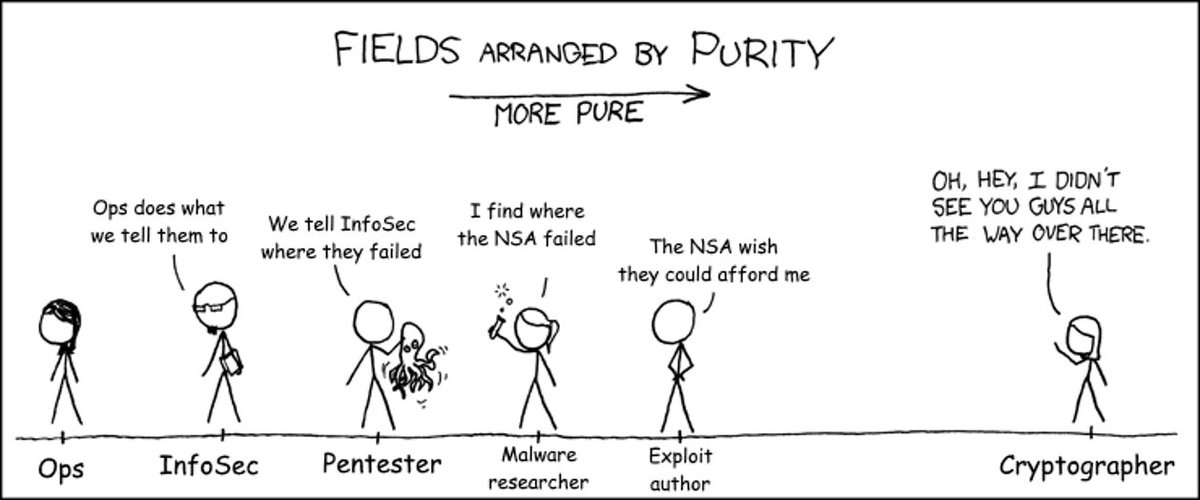 FIELDS ARRANGED BY PURITY
MORE PURE
Ops does what
we tell them to
We tell InfoSec
where they failed
I find where
the NSA failed
The NSA wish
they could afford me
OH, HEY, I DIDN'T
SEE YOU GUYS ALL
THE WAY OVER THERE.
Ops
InfoSec
Pentester
Malware
researcher
Exploit
author
Cryptographer